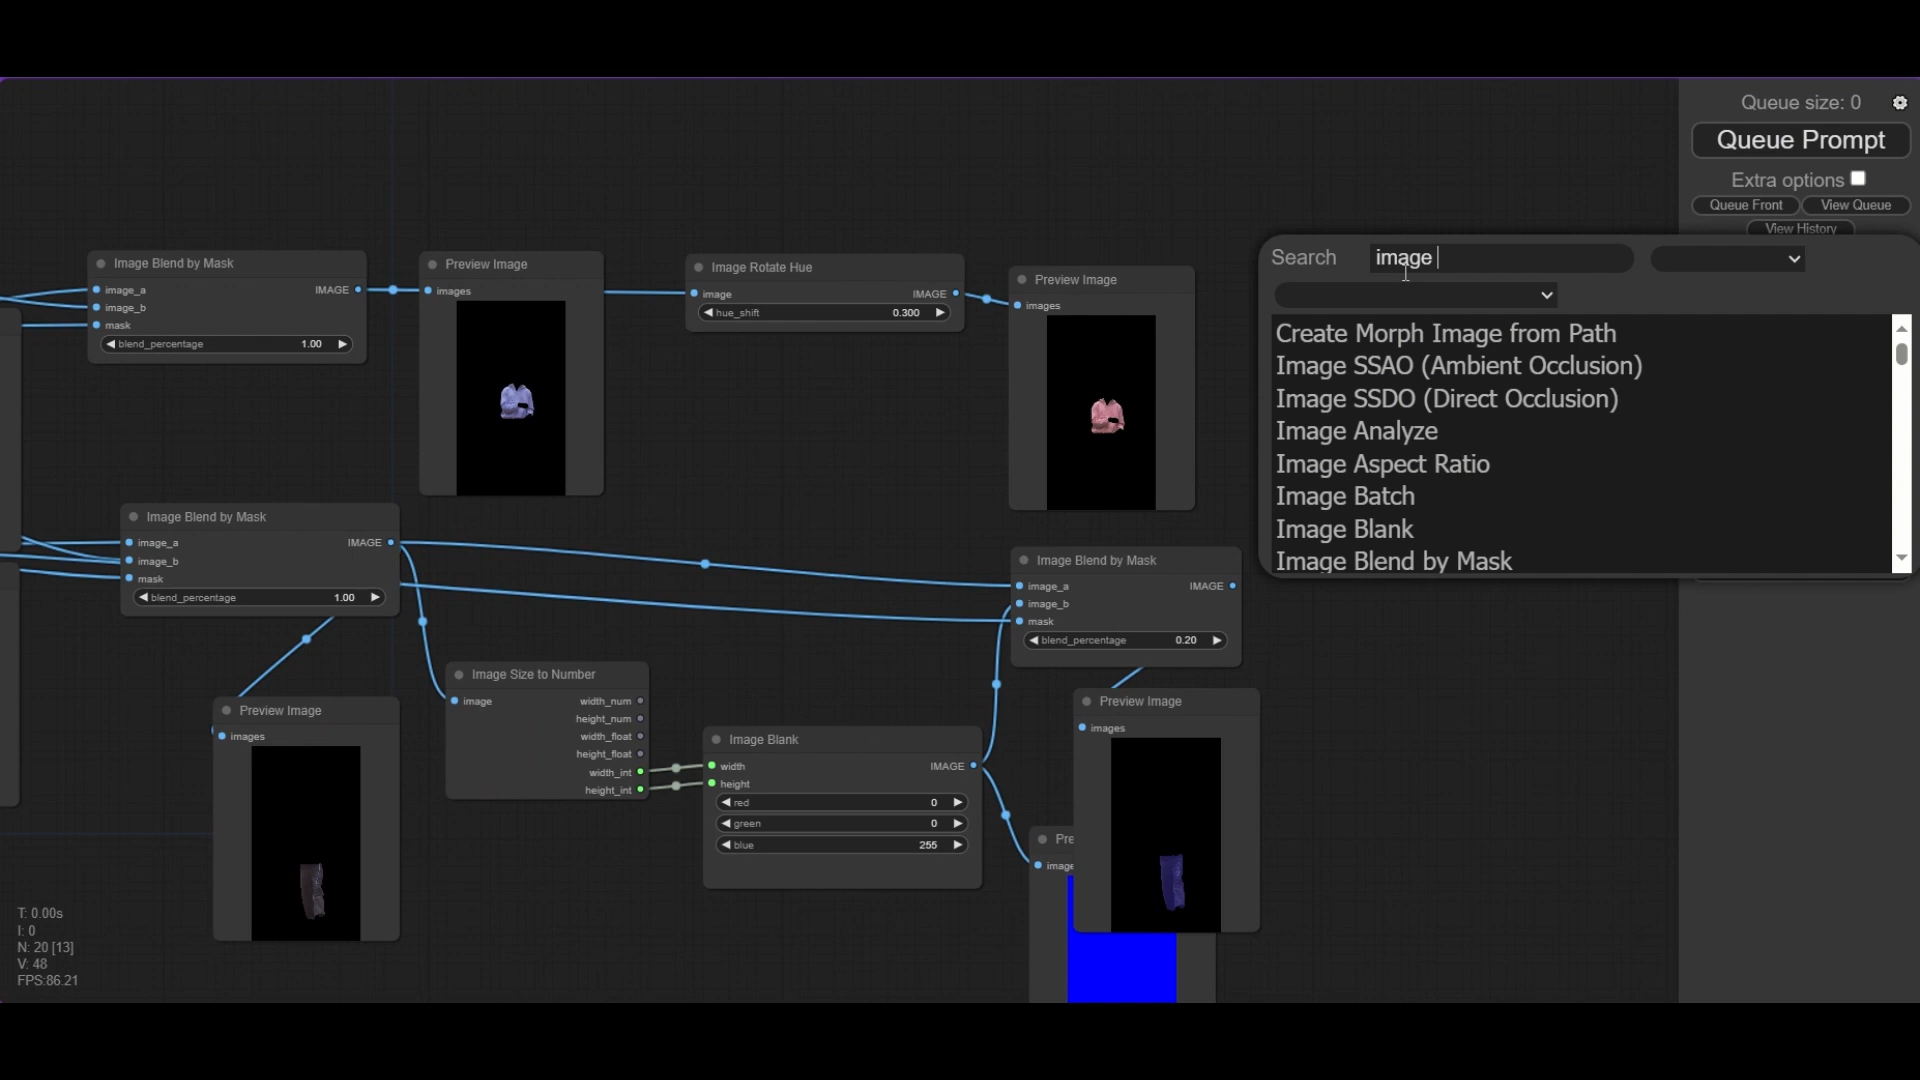 Queue size: 0
Queue Prompt
Extra options
Queue Front View Queue
View History
Search image
Create Morph Image from Path
Image SSAO (Ambient Occlusion)
Image SSDO (Direct Occlusion)
Image Analyze
Image Aspect Ratio
Image Batch
Image Blank
Image Blend by Mask
Image Blend by Mask
image_a IMAGE
image_b
mask
blend_percentage 1.00
Preview Image
images
Image Rotate Hue
image IMAGE
hue_shift 0.300
Preview Image
images
Image Blend by Mask
image_a IMAGE
image_b
mask
blend_percentage 1.00
Image Blend by Mask
image_a IMAGE
image_b
mask
blend_percentage 0.20
Preview Image
images
Image Size to Number
image width_num
height_num
width_float
height_float
width_int
height_int
Image Blank
width IMAGE
height
red 0
green 0
blue 255
Preview Image
images
Pre
image
T: 0.00s
I: 0
N: 20 [13]
V: 48
FPS:86.21